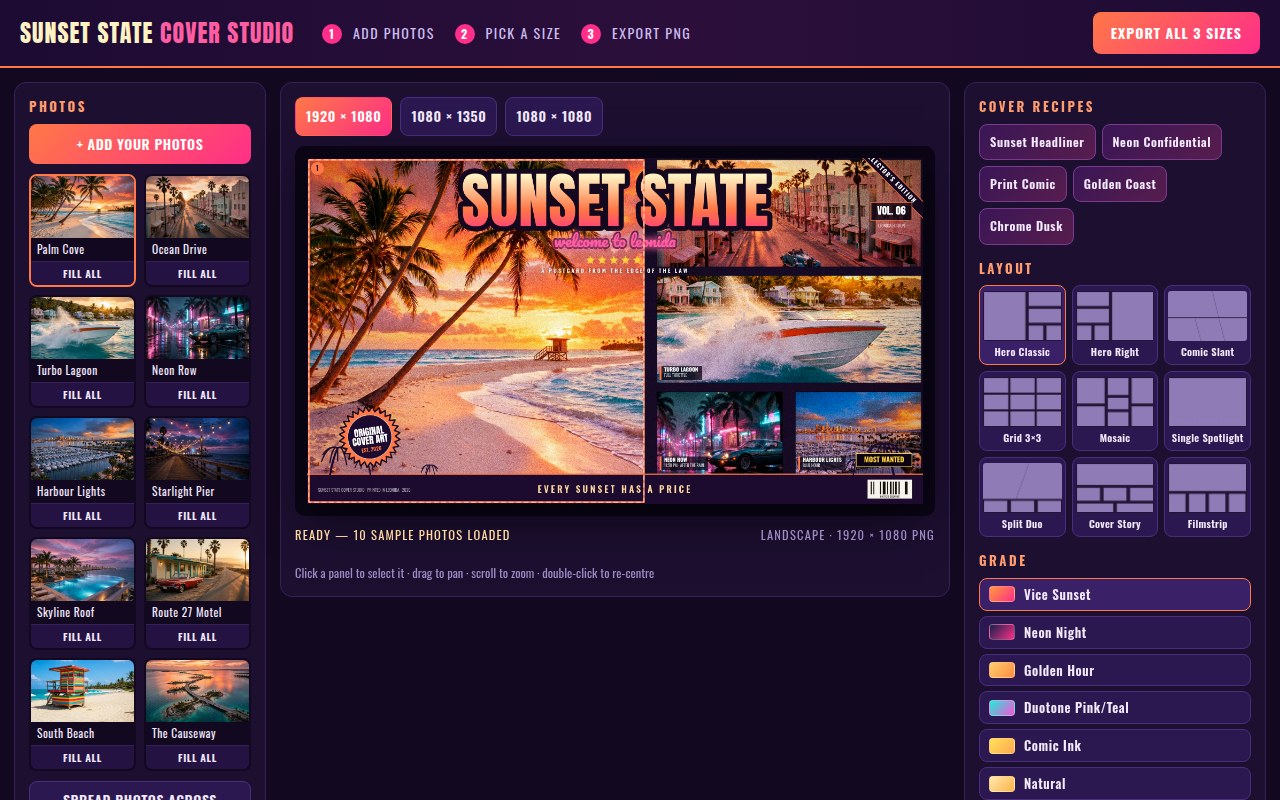 SUNSET STATE COVER STUDIO
1 ADD PHOTOS
2 PICK A SIZE
3 EXPORT PNG
EXPORT ALL 3 SIZES
PHOTOS
+ ADD YOUR PHOTOS
Palm Cove
FILL ALL
Ocean Drive
FILL ALL
Turbo Lagoon
FILL ALL
Neon Row
FILL ALL
Harbour Lights
FILL ALL
Starlight Pier
FILL ALL
Skyline Roof
FILL ALL
Route 27 Motel
FILL ALL
South Beach
FILL ALL
The Causeway
FILL ALL
SPREAD PHOTOS ACROSS
1920 × 1080
1080 × 1350
1080 × 1080
1
SUNSET STATE
welcome to leonida
A POSTCARD FROM THE EDGE OF THE LAW
EDITION
VOL. 06
TURBO LAGOON
FULL THROTTLE
ORIGINAL
COVER ART
NEON ROW
HARBOUR LIGHTS
MOST WANTED
EVERY SUNSET HAS A PRICE
READY — 10 SAMPLE PHOTOS LOADED
LANDSCAPE · 1920 × 1080 PNG
Click a panel to select it · drag to pan · scroll to zoom · double-click to re-centre
COVER RECIPES
Sunset Headliner
Neon Confidential
Print Comic
Golden Coast
Chrome Dusk
LAYOUT
Hero Classic
Hero Right
Comic Slant
Grid 3×3
Mosaic
Single Spotlight
Split Duo
Cover Story
Filmstrip
GRADE
Vice Sunset
Neon Night
Golden Hour
Duotone Pink/Teal
Comic Ink
Natural